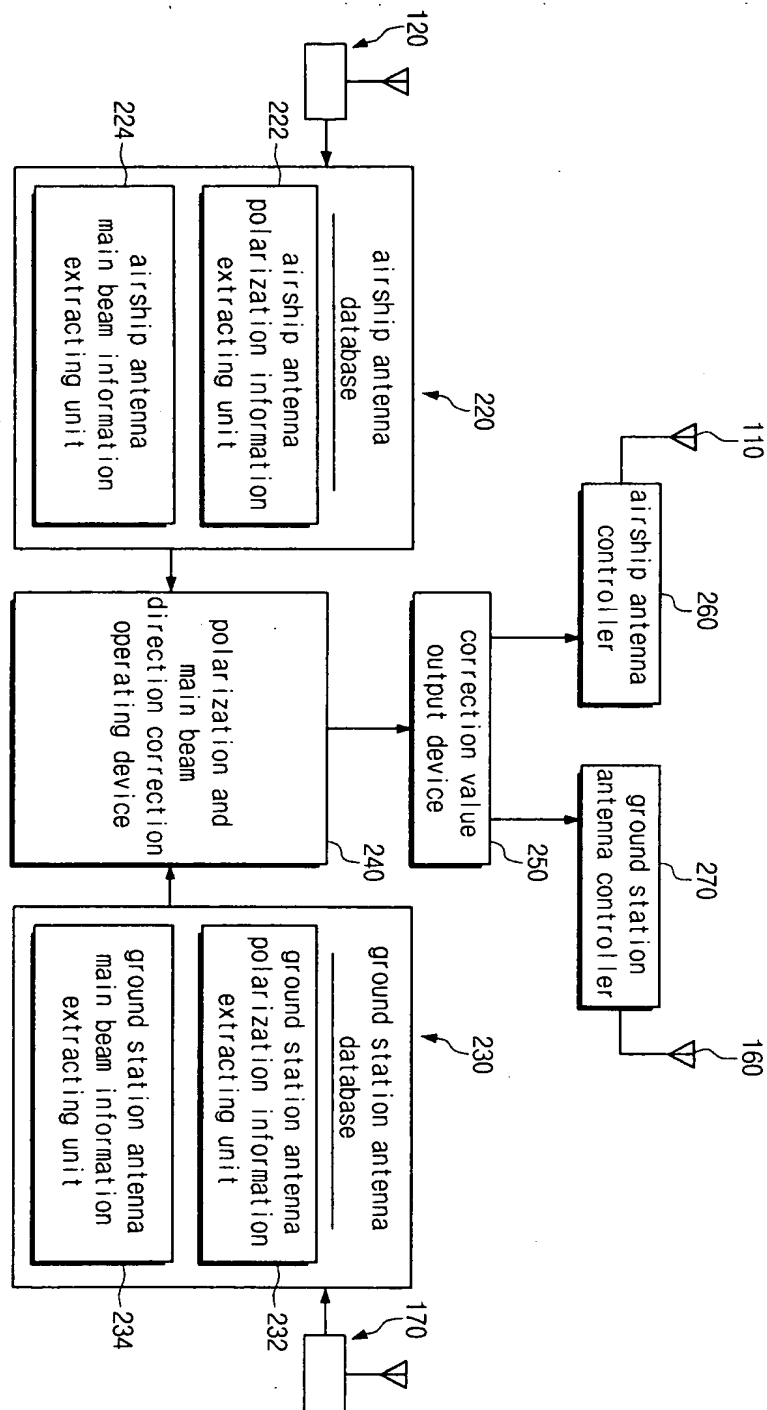 110
airship antenna
controller
260
ground station
antenna controller
270
160
correction value
output device
250
120
220
airship antenna
database
222
airship antenna
polarization information
extracting unit
224
airship antenna
main beam information
extracting unit
polarization and
main beam
direction correction
operating device
240
230
ground station antenna
database
ground station antenna
polarization information
extracting unit
232
ground station antenna
main beam information
extracting unit
234
170